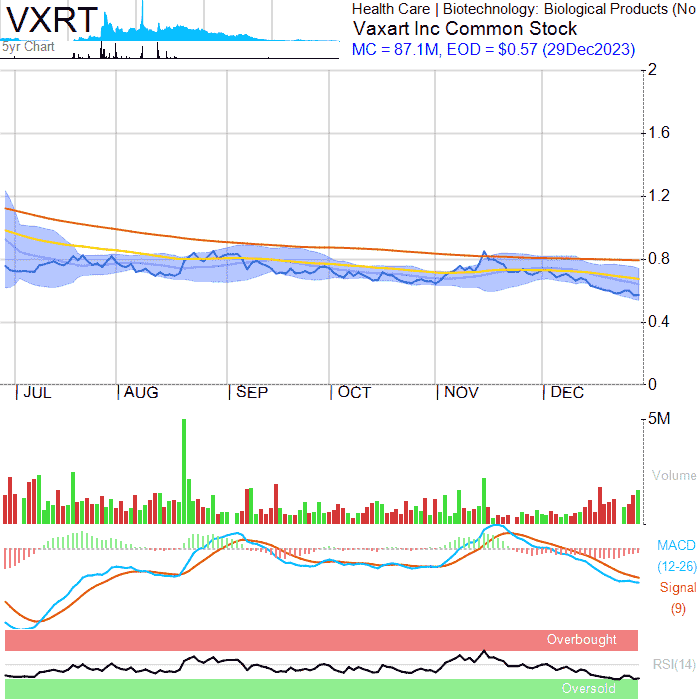 VXRT
5yr Chart
Health Care | Biotechnology: Biological Products (No
Vaxart Inc Common Stock
MC = 87.1M, EOD = $0.57 (29Dec2023)
2
1.6
1.2
0.8
0.4
0
JUL AUG SEP OCT NOV DEC
5M
Volume
MACD
(12-26)
Signal
(9)
Overbought
RSI(14)
Oversold